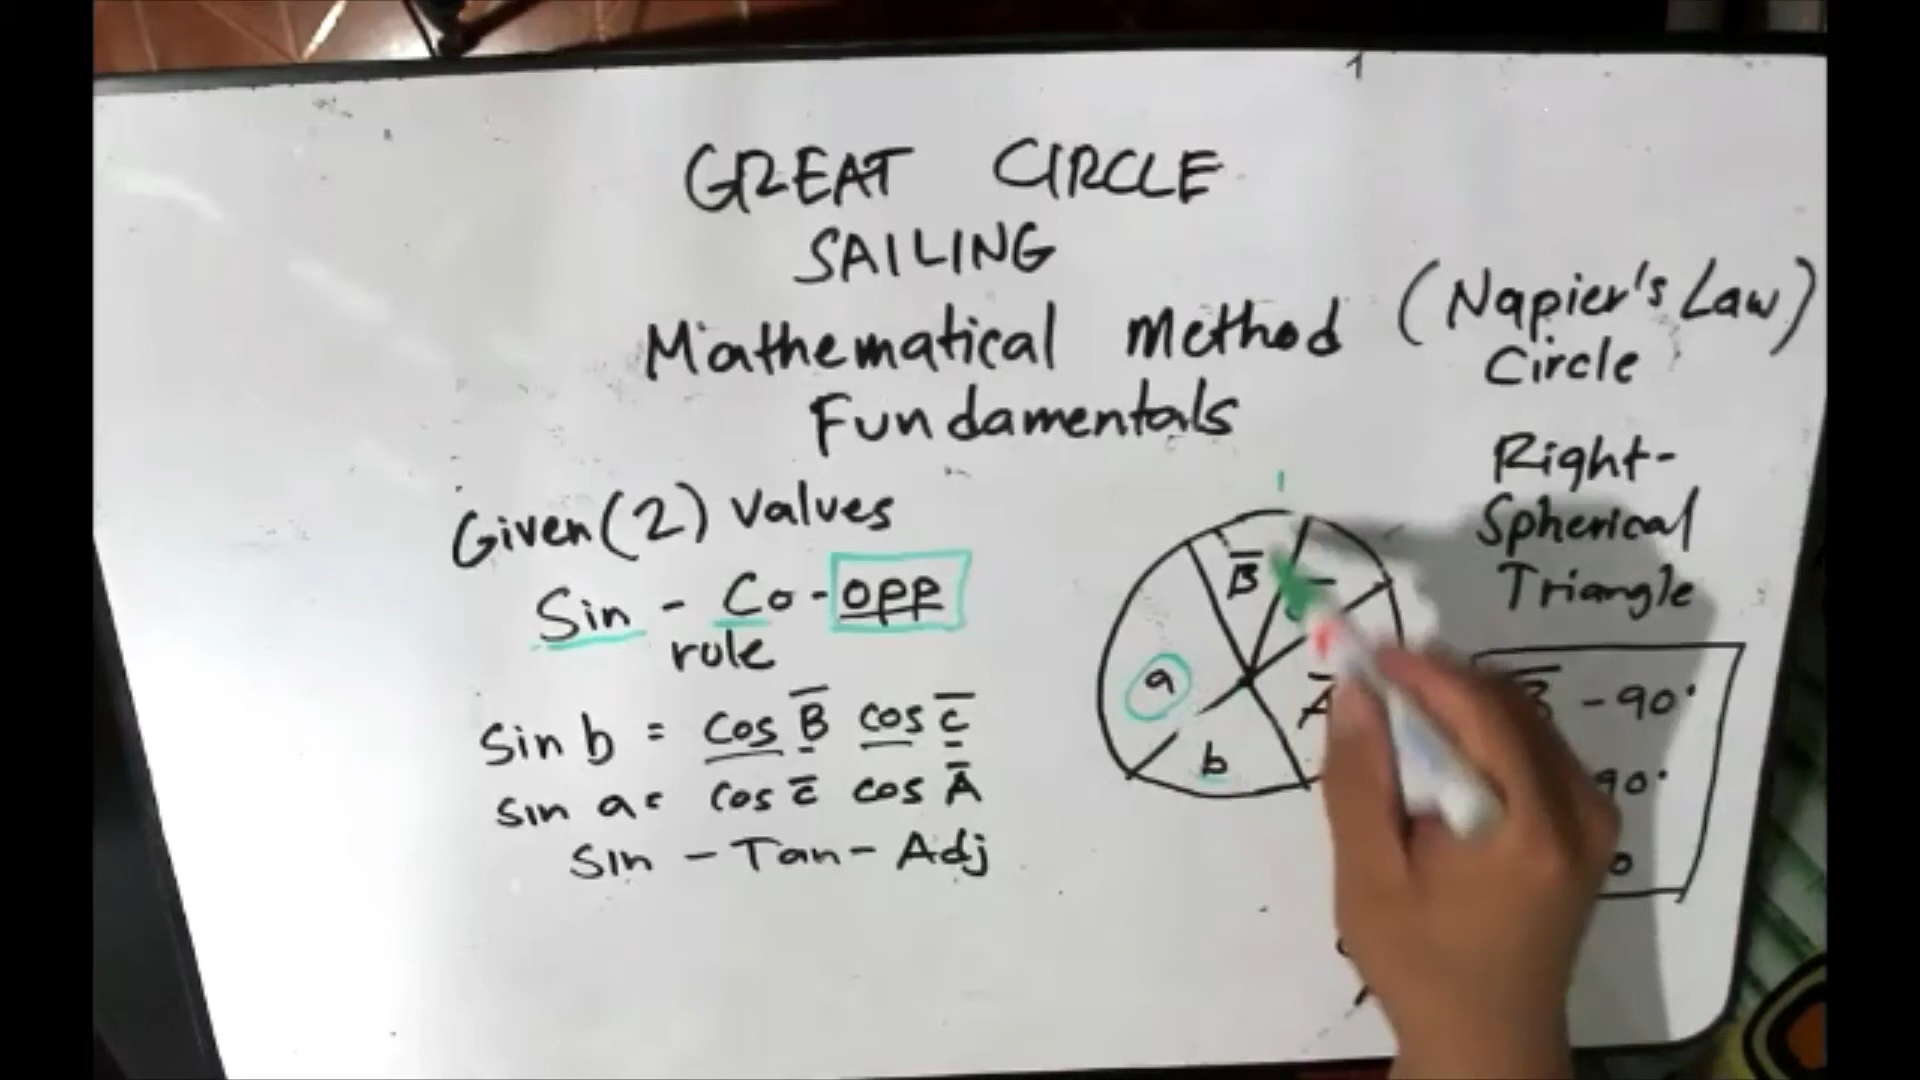 GREAT CIRCLE
SAILING
Mathematical Method
Fundamentals
(Napier's Law)
Circle
Right-
Spherical
Triangle
Given (2) Values
Sin - Co - opp
rule
Sin b = cos B̅ cos c̅
sin a = cos c̅ cos A̅
Sin - Tan - Adj
B̅
a
b
A̅
B̅ - 90°
90°